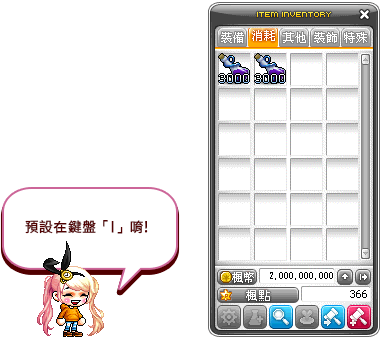 ITEM INVENTORY
裝備 消耗 其他 裝飾 特殊
3000 3000
預設在鍵盤「I」唷!
楓幣 2,000,000,000
楓點 366